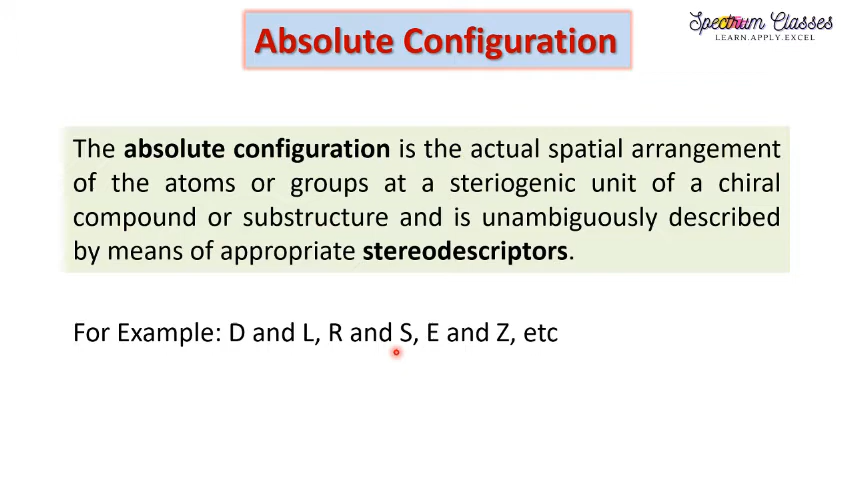 Absolute Configuration
Spectrum Classes
LEARN.APPLY.EXCEL
The absolute configuration is the actual spatial arrangement
of the atoms or groups at a steriogenic unit of a chiral
compound or substructure and is unambiguously described
by means of appropriate stereodescriptors.
For Example: D and L, R and S, E and Z, etc